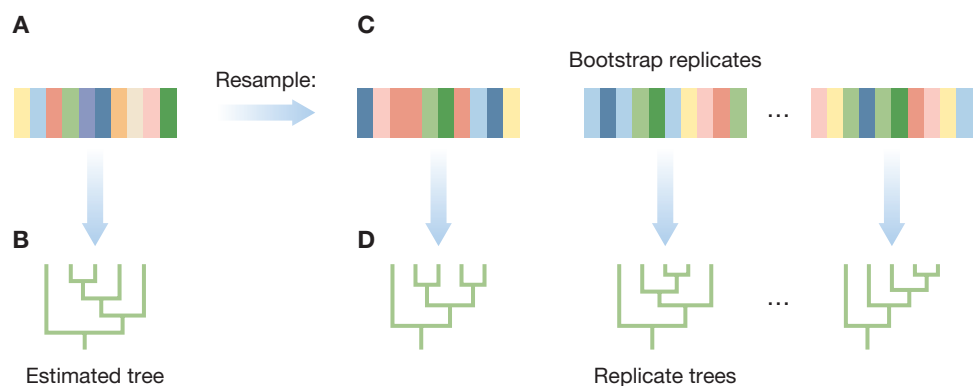 A
C
Bootstrap replicates
Resample:
...
B
D
...
Estimated tree
Replicate trees